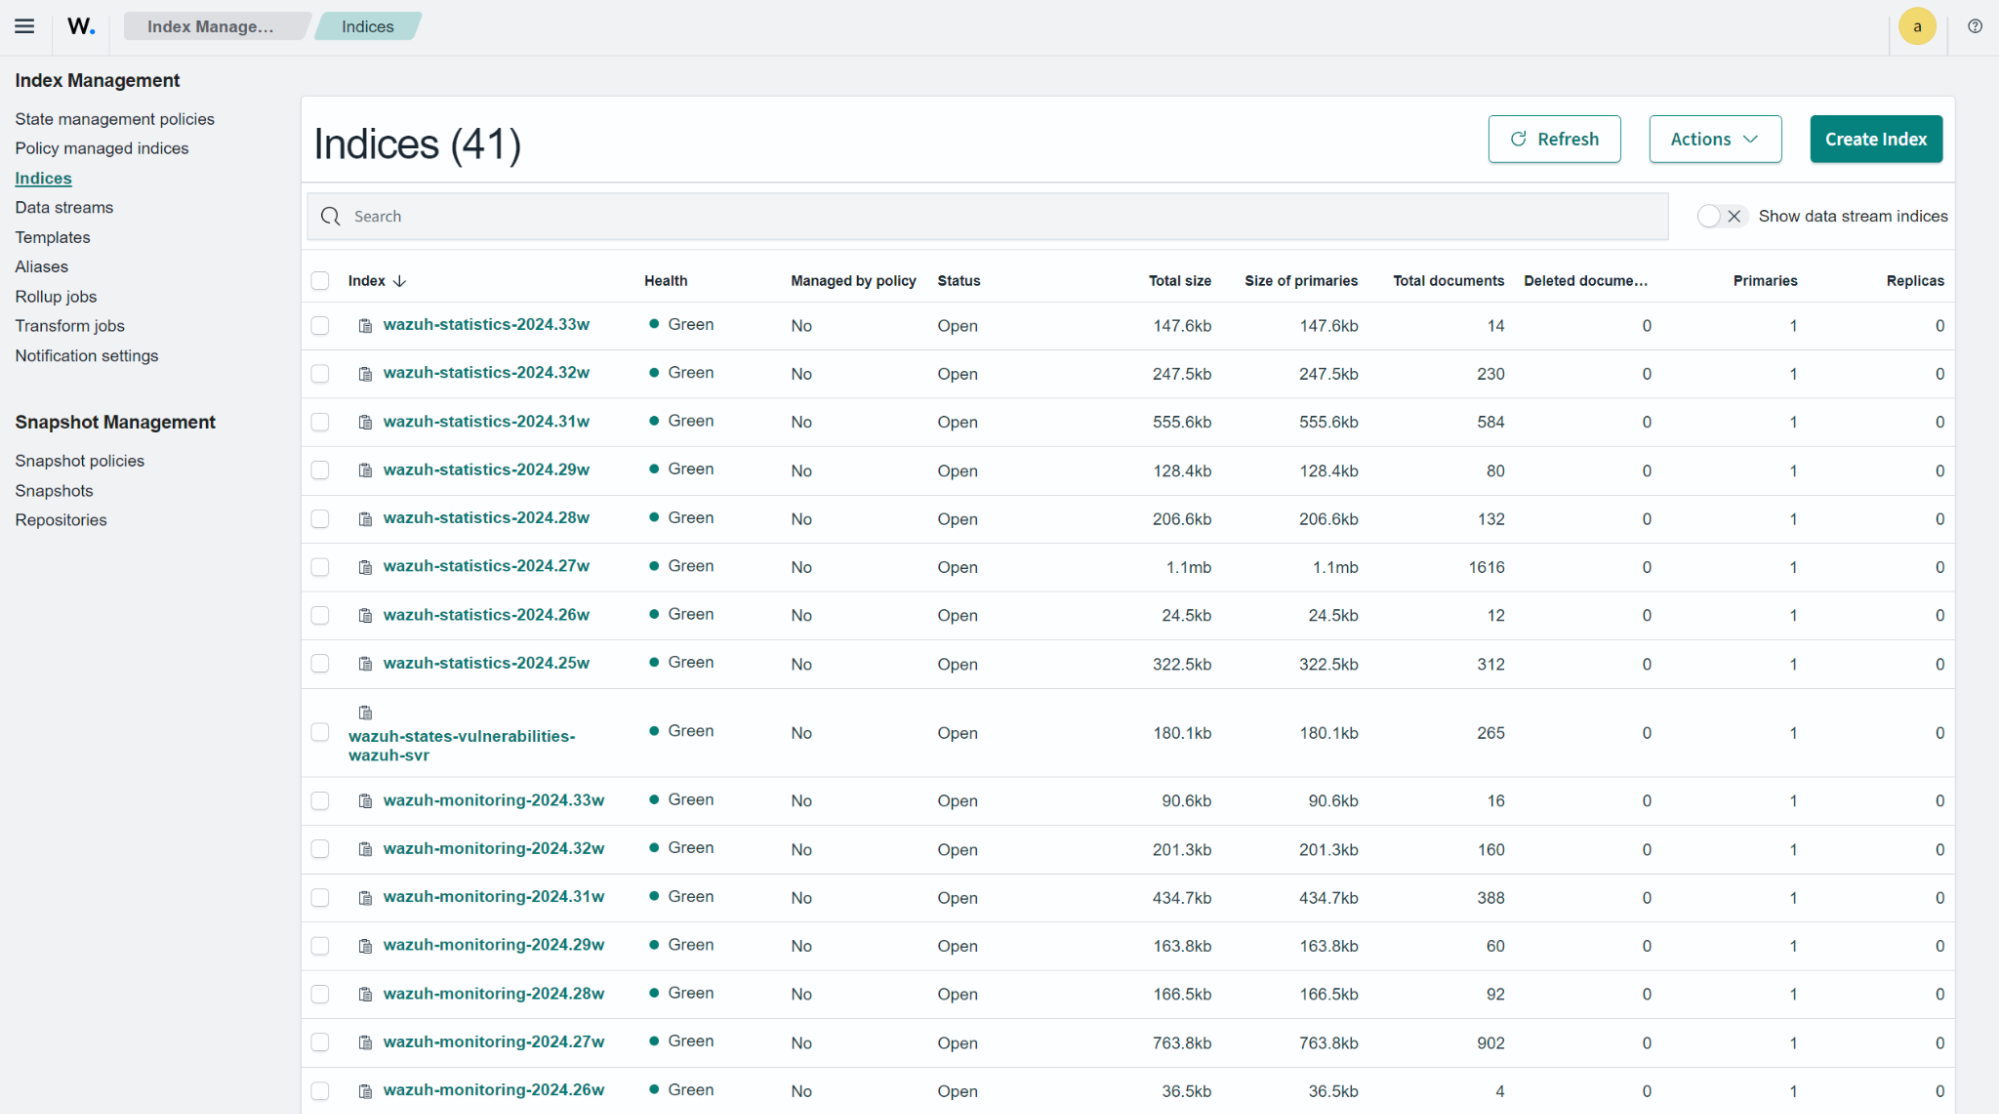 W.
Index Manage...
Indices
a
Index Management
State management policies
Policy managed indices
Indices
Data streams
Templates
Aliases
Rollup jobs
Transform jobs
Notification settings
Snapshot Management
Snapshot policies
Snapshots
Repositories
Indices (41)
Refresh
Actions
Create Index
Search
Show data stream indices
Index Health Managed by policy Status Total size Size of primaries Total documents Deleted docume... Primaries Replicas
wazuh-statistics-2024.33w Green No Open 147.6kb 147.6kb 14 0 1 0
wazuh-statistics-2024.32w Green No Open 247.5kb 247.5kb 230 0 1 0
wazuh-statistics-2024.31w Green No Open 555.6kb 555.6kb 584 0 1 0
wazuh-statistics-2024.29w Green No Open 128.4kb 128.4kb 80 0 1 0
wazuh-statistics-2024.28w Green No Open 206.6kb 206.6kb 132 0 1 0
wazuh-statistics-2024.27w Green No Open 1.1mb 1.1mb 1616 0 1 0
wazuh-statistics-2024.26w Green No Open 24.5kb 24.5kb 12 0 1 0
wazuh-statistics-2024.25w Green No Open 322.5kb 322.5kb 312 0 1 0
wazuh-states-vulnerabilities-
wazuh-svr Green No Open 180.1kb 180.1kb 265 0 1 0
wazuh-monitoring-2024.33w Green No Open 90.6kb 90.6kb 16 0 1 0
wazuh-monitoring-2024.32w Green No Open 201.3kb 201.3kb 160 0 1 0
wazuh-monitoring-2024.31w Green No Open 434.7kb 434.7kb 388 0 1 0
wazuh-monitoring-2024.29w Green No Open 163.8kb 163.8kb 60 0 1 0
wazuh-monitoring-2024.28w Green No Open 166.5kb 166.5kb 92 0 1 0
wazuh-monitoring-2024.27w Green No Open 763.8kb 763.8kb 902 0 1 0
wazuh-monitoring-2024.26w Green No Open 36.5kb 36.5kb 4 0 1 0